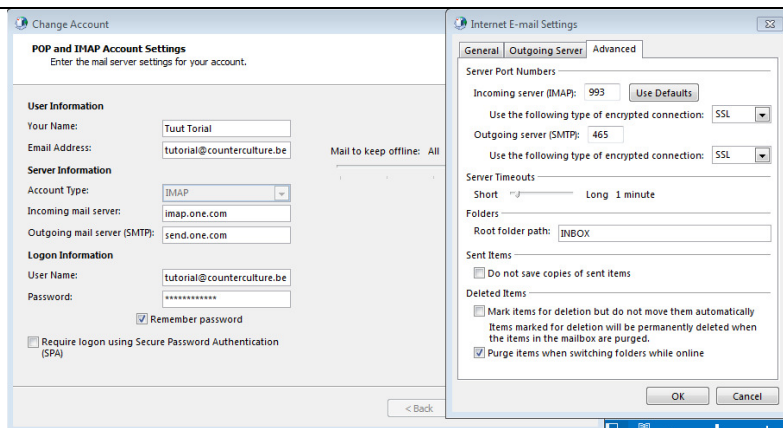 Change Account
POP and IMAP Account Settings
Enter the mail server settings for your account.
User Information
Your Name: Tuut Torial
Email Address: tutorial@counterculture.be
Mail to keep offline: All
Server Information
Account Type: IMAP
Incoming mail server: imap.one.com
Outgoing mail server (SMTP): send.one.com
Logon Information
User Name: tutorial@counterculture.be
Password: ************
Remember password
Require logon using Secure Password Authentication
(SPA)
< Back
Internet E-mail Settings
General Outgoing Server Advanced
Server Port Numbers
Incoming server (IMAP): 993 Use Defaults
Use the following type of encrypted connection: SSL
Outgoing server (SMTP): 465
Use the following type of encrypted connection: SSL
Server Timeouts
Short Long 1 minute
Folders
Root folder path: INBOX
Sent Items
Do not save copies of sent items
Deleted Items
Mark items for deletion but do not move them automatically
Items marked for deletion will be permanently deleted when
the items in the mailbox are purged.
Purge items when switching folders while online
OK Cancel